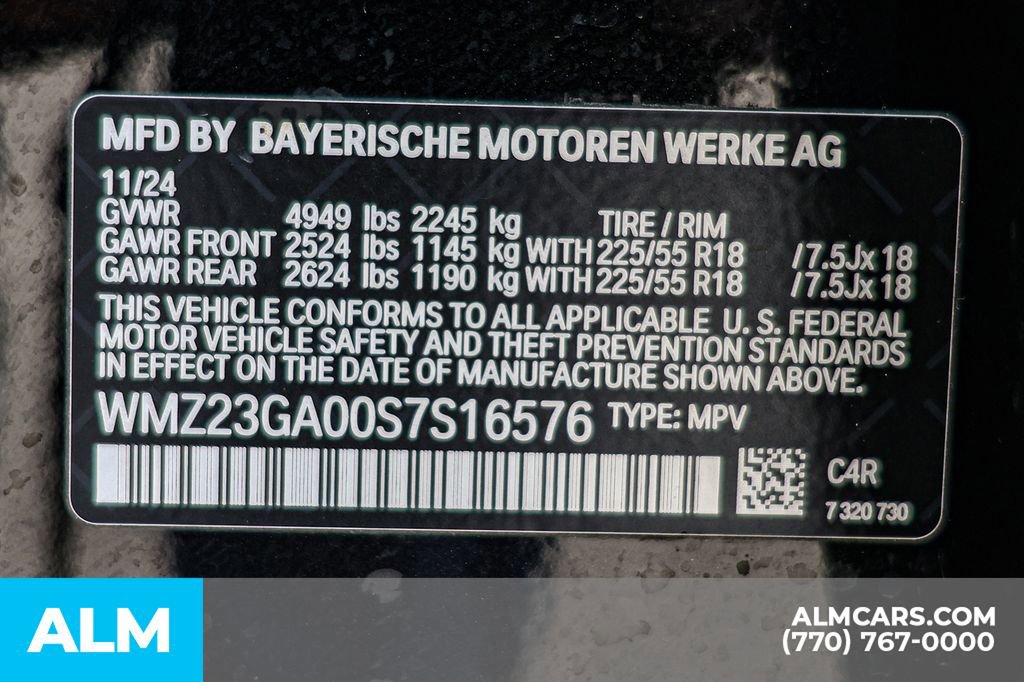 MFD BY BAYERISCHE MOTOREN WERKE AG
11/24
GVWR 4949 lbs 2245 kg TIRE / RIM
GAWR FRONT 2524 lbs 1145 kg WITH 225/55 R18 /7.5Jx 18
GAWR REAR 2624 lbs 1190 kg WITH 225/55 R18 /7.5Jx 18
THIS VEHICLE CONFORMS TO ALL APPLICABLE U. S. FEDERAL
MOTOR VEHICLE SAFETY AND THEFT PREVENTION STANDARDS
IN EFFECT ON THE DATE OF MANUFACTURE SHOWN ABOVE.
WMZ23GA00S7S16576 TYPE: MPV
C4R
7 320 730
ALM
ALMCARS.COM
(770) 767-0000